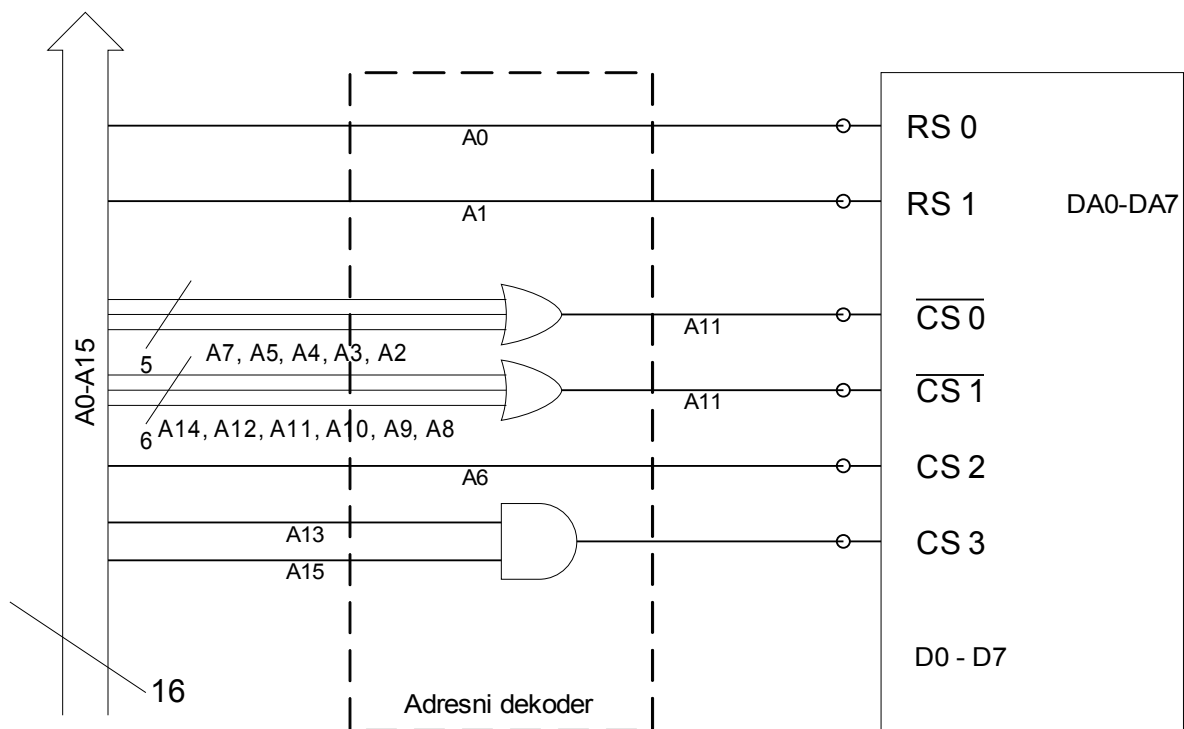 A0
RS 0
A1
RS 1
DA0-DA7
5
A7, A5, A4, A3, A2
A11
CS 0
A0-A15
6
A14, A12, A11, A10, A9, A8
A11
CS 1
A6
CS 2
A13
A15
CS 3
D0 - D7
16
Adresni dekoder